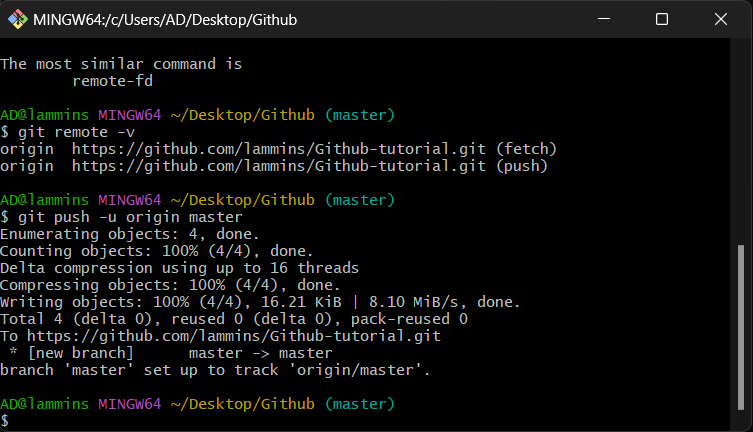 MINGW64:/c/Users/AD/Desktop/Github
The most similar command is
        remote-fd
AD@lammins MINGW64 ~/Desktop/Github (master)
$ git remote -v
origin  https://github.com/lammins/Github-tutorial.git (fetch)
origin  https://github.com/lammins/Github-tutorial.git (push)
AD@lammins MINGW64 ~/Desktop/Github (master)
$ git push -u origin master
Enumerating objects: 4, done.
Counting objects: 100% (4/4), done.
Delta compression using up to 16 threads
Compressing objects: 100% (4/4), done.
Writing objects: 100% (4/4), 16.21 KiB | 8.10 MiB/s, done.
Total 4 (delta 0), reused 0 (delta 0), pack-reused 0
To https://github.com/lammins/Github-tutorial.git
 * [new branch]      master -> master
branch 'master' set up to track 'origin/master'.
AD@lammins MINGW64 ~/Desktop/Github (master)
$